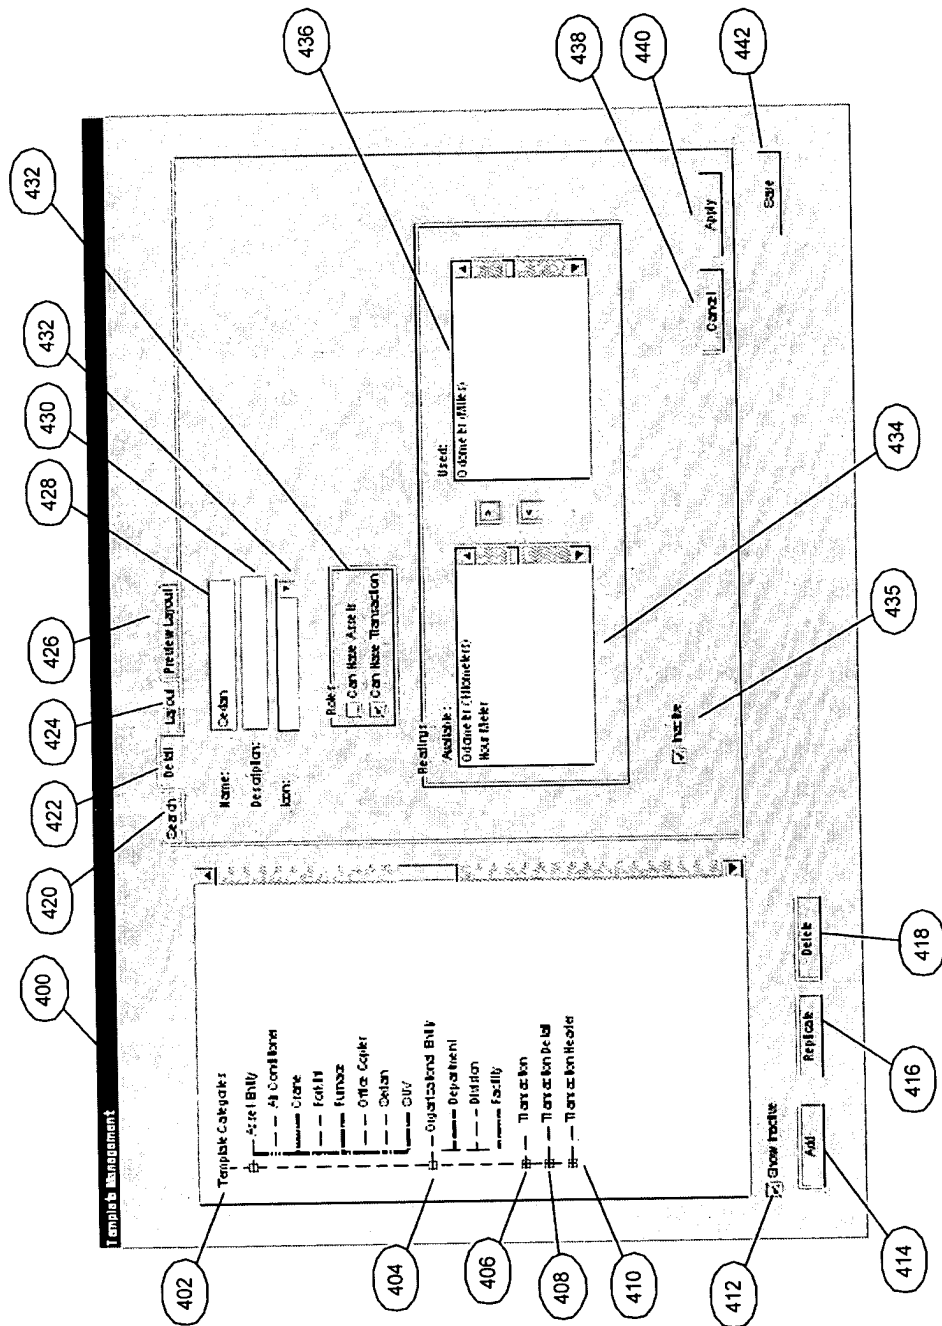 400
420
422
424
426
428
430
432
432
436
Template Management
Template Categories
Asset Entity
Air Conditioner
Crane
Forklift
Furnace
Office Copier
Sedan
SUV
Organizational Entity
Department
Division
Facility
Transaction
Transaction Detail
Transaction Header
Show Inactive
Add
Replicate
Delete
Search
Detail
Layout
Preview Layout
Name:
Sedan
Description:
Icon:
Roles
Can Have Assets
Can Have Transaction
Readings
Available:
Odometer (Kilometers)
Hour Meter
>
<
Used:
Odometer (Miles)
Inactive
Cancel
Apply
Save
402
404
406
408
410
412
414
416
418
435
434
438
440
442